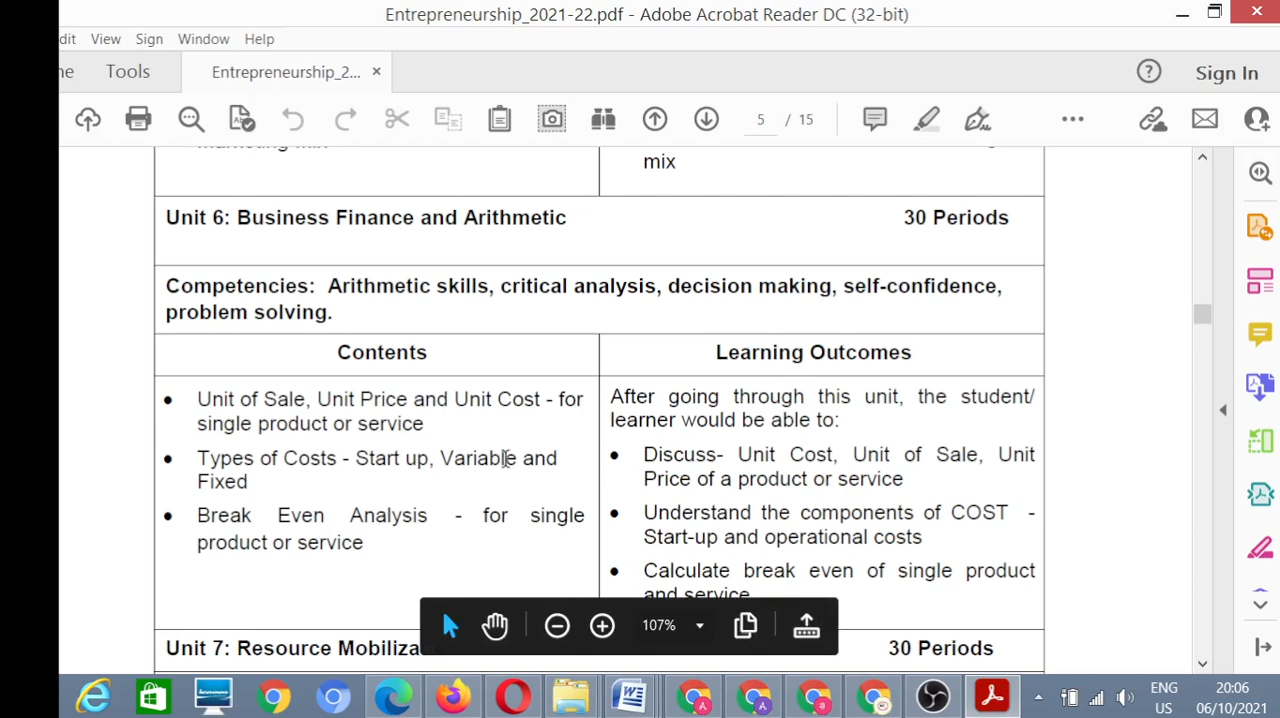 Entrepreneurship_2021-22.pdf - Adobe Acrobat Reader DC (32-bit)
dit View Sign Window Help
me Tools Entrepreneurship_2... × Sign In
5 / 15
marketing mix
mix
Unit 6: Business Finance and Arithmetic 30 Periods
Competencies: Arithmetic skills, critical analysis, decision making, self-confidence,
problem solving.
Contents
Learning Outcomes
• Unit of Sale, Unit Price and Unit Cost - for
single product or service
• Types of Costs - Start up, Variable and
Fixed
• Break Even Analysis - for single
product or service
After going through this unit, the student/
learner would be able to:
• Discuss- Unit Cost, Unit of Sale, Unit
Price of a product or service
• Understand the components of COST -
Start-up and operational costs
• Calculate break even of single product
and service
107%
Unit 7: Resource Mobiliza 30 Periods
ENG 20:06
US 06/10/2021